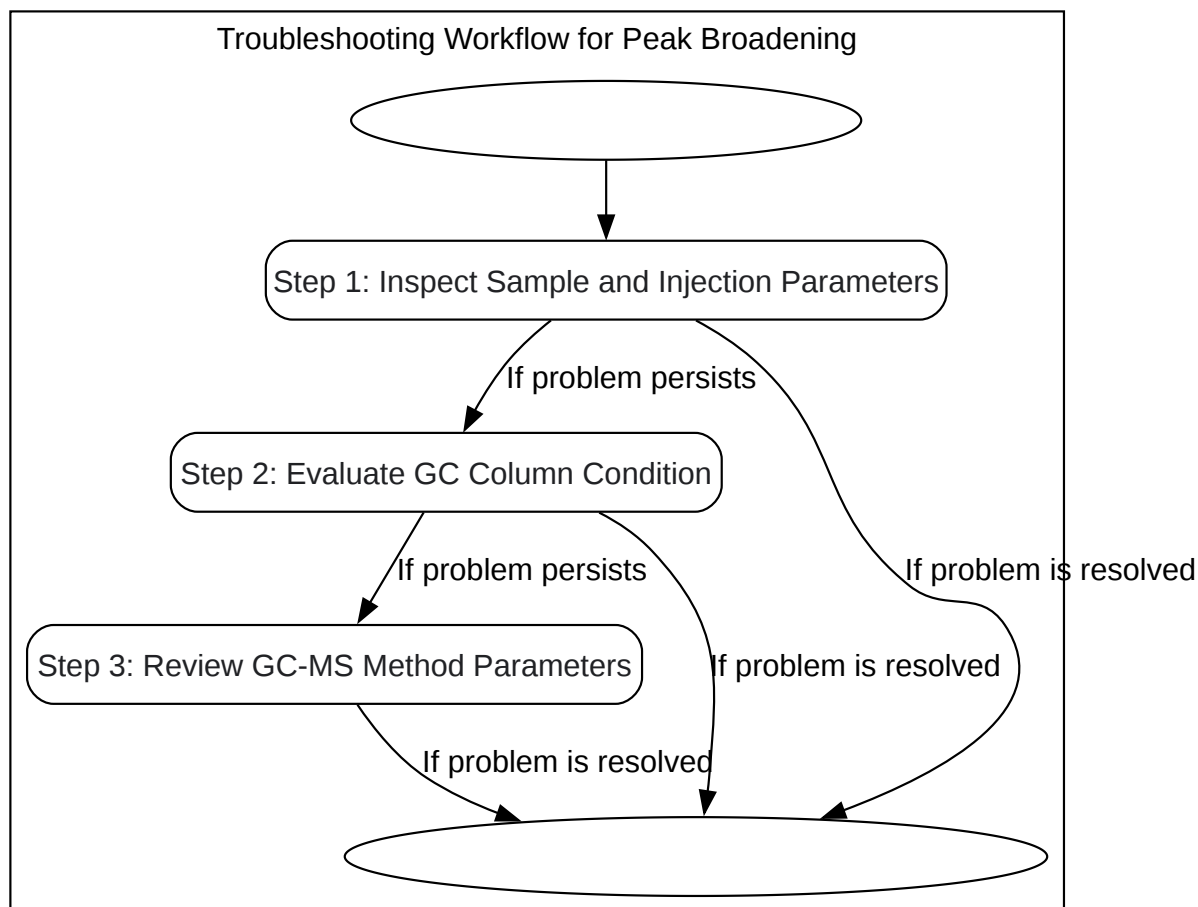 Troubleshooting Workflow for Peak Broadening
Step 1: Inspect Sample and Injection Parameters
If problem persists
Step 2: Evaluate GC Column Condition
If problem persists
If problem is resolved
Step 3: Review GC-MS Method Parameters
If problem is resolved
If problem is resolved